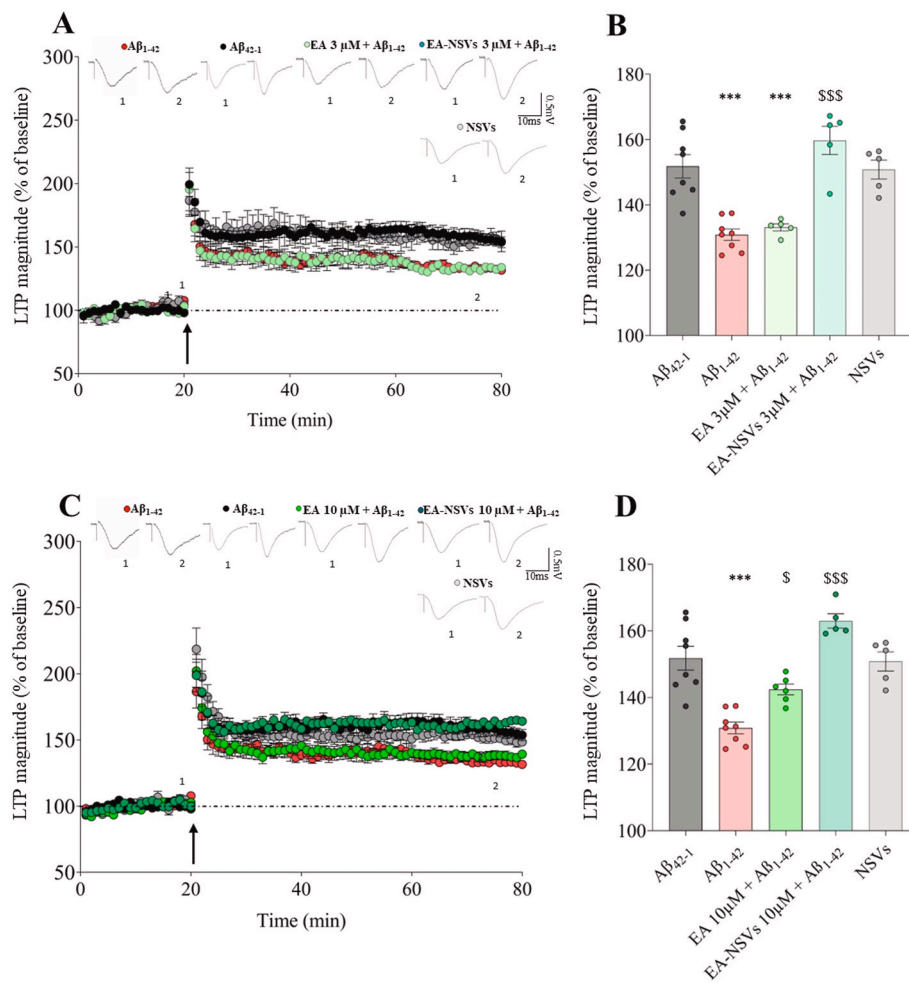 A
Aβ1-42
Aβ42-1
EA 3 µM + Aβ1-42
EA-NSVs 3 µM + Aβ1-42
1
2
1
1
2
1
2
10ms
0.5mV
NSVs
1
2
LTP magnitude (% of baseline)
300
250
200
150
100
50
1
1
2
0
20
40
60
80
Time (min)
B
LTP magnitude (% of baseline)
180
160
140
120
100
***
***
$$$
Aβ42-1
Aβ1-42
EA 3µM + Aβ1-42
EA-NSVs 3µM + Aβ1-42
NSVs
C
Aβ1-42
Aβ42-1
EA 10 µM + Aβ1-42
EA-NSVs 10 µM + Aβ1-42
1
2
1
1
2
1
2
10ms
0.5mV
NSVs
1
2
LTP magnitude (% of baseline)
300
250
200
150
100
50
1
2
0
20
40
60
80
Time (min)
D
LTP magnitude (% of baseline)
180
160
140
120
100
***
$
$$$
Aβ42-1
Aβ1-42
EA 10µM + Aβ1-42
EA-NSVs 10µM + Aβ1-42
NSVs